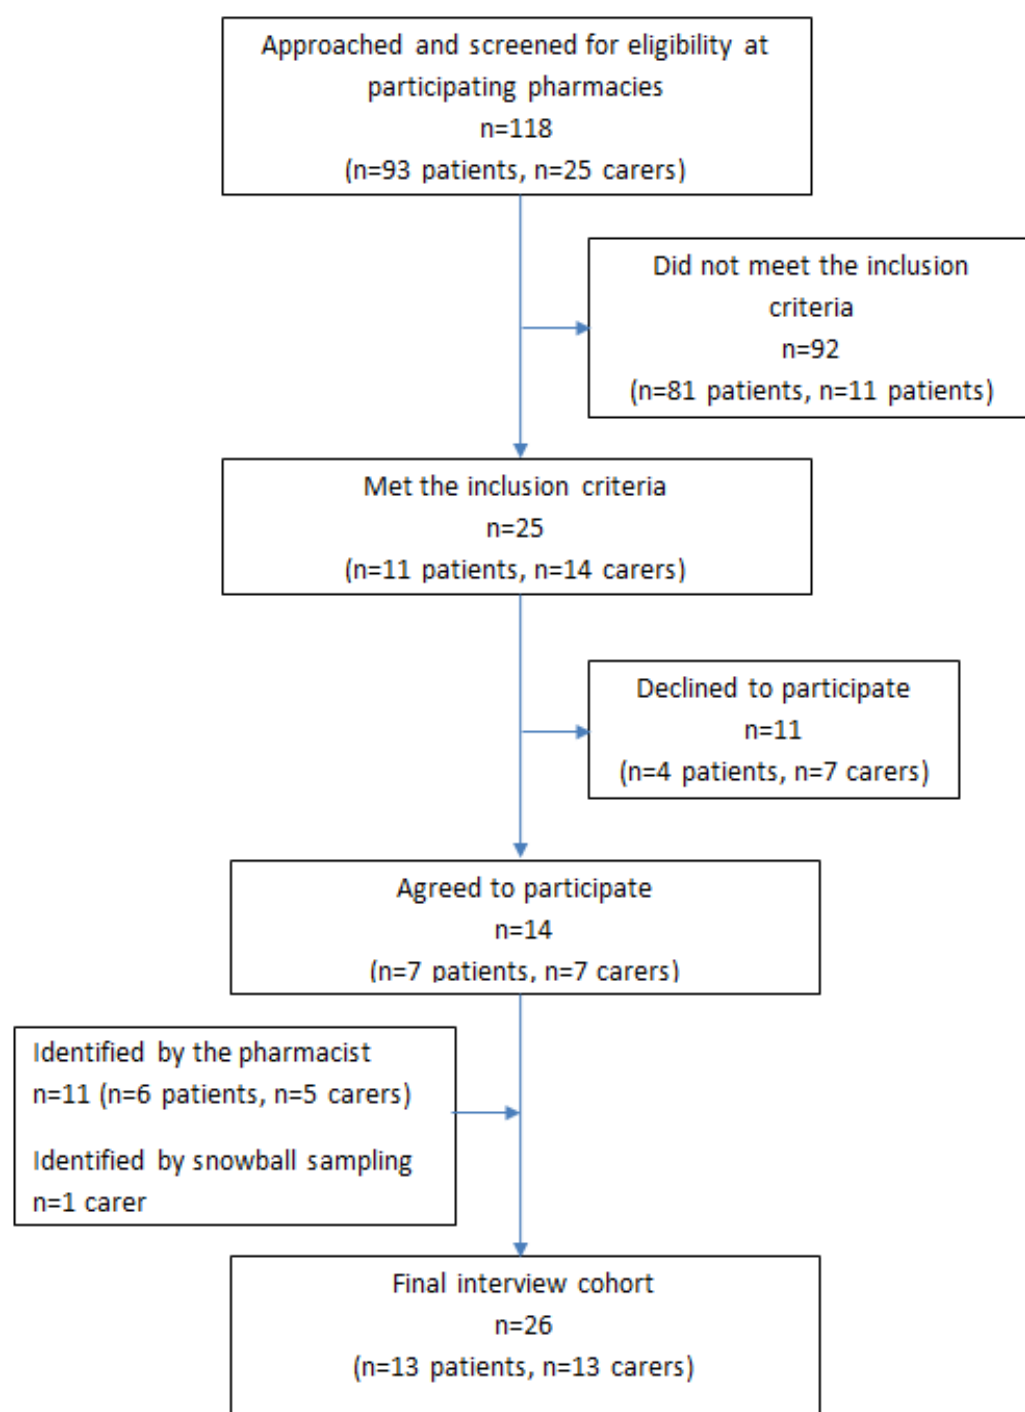 Approached and screened for eligibility at
participating pharmacies
n=118
(n=93 patients, n=25 carers)
Did not meet the inclusion
criteria
n=92
(n=81 patients, n=11 patients)
Met the inclusion criteria
n=25
(n=11 patients, n=14 carers)
Declined to participate
n=11
(n=4 patients, n=7 carers)
Agreed to participate
n=14
(n=7 patients, n=7 carers)
Identified by the pharmacist
n=11 (n=6 patients, n=5 carers)
Identified by snowball sampling
n=1 carer
Final interview cohort
n=26
(n=13 patients, n=13 carers)